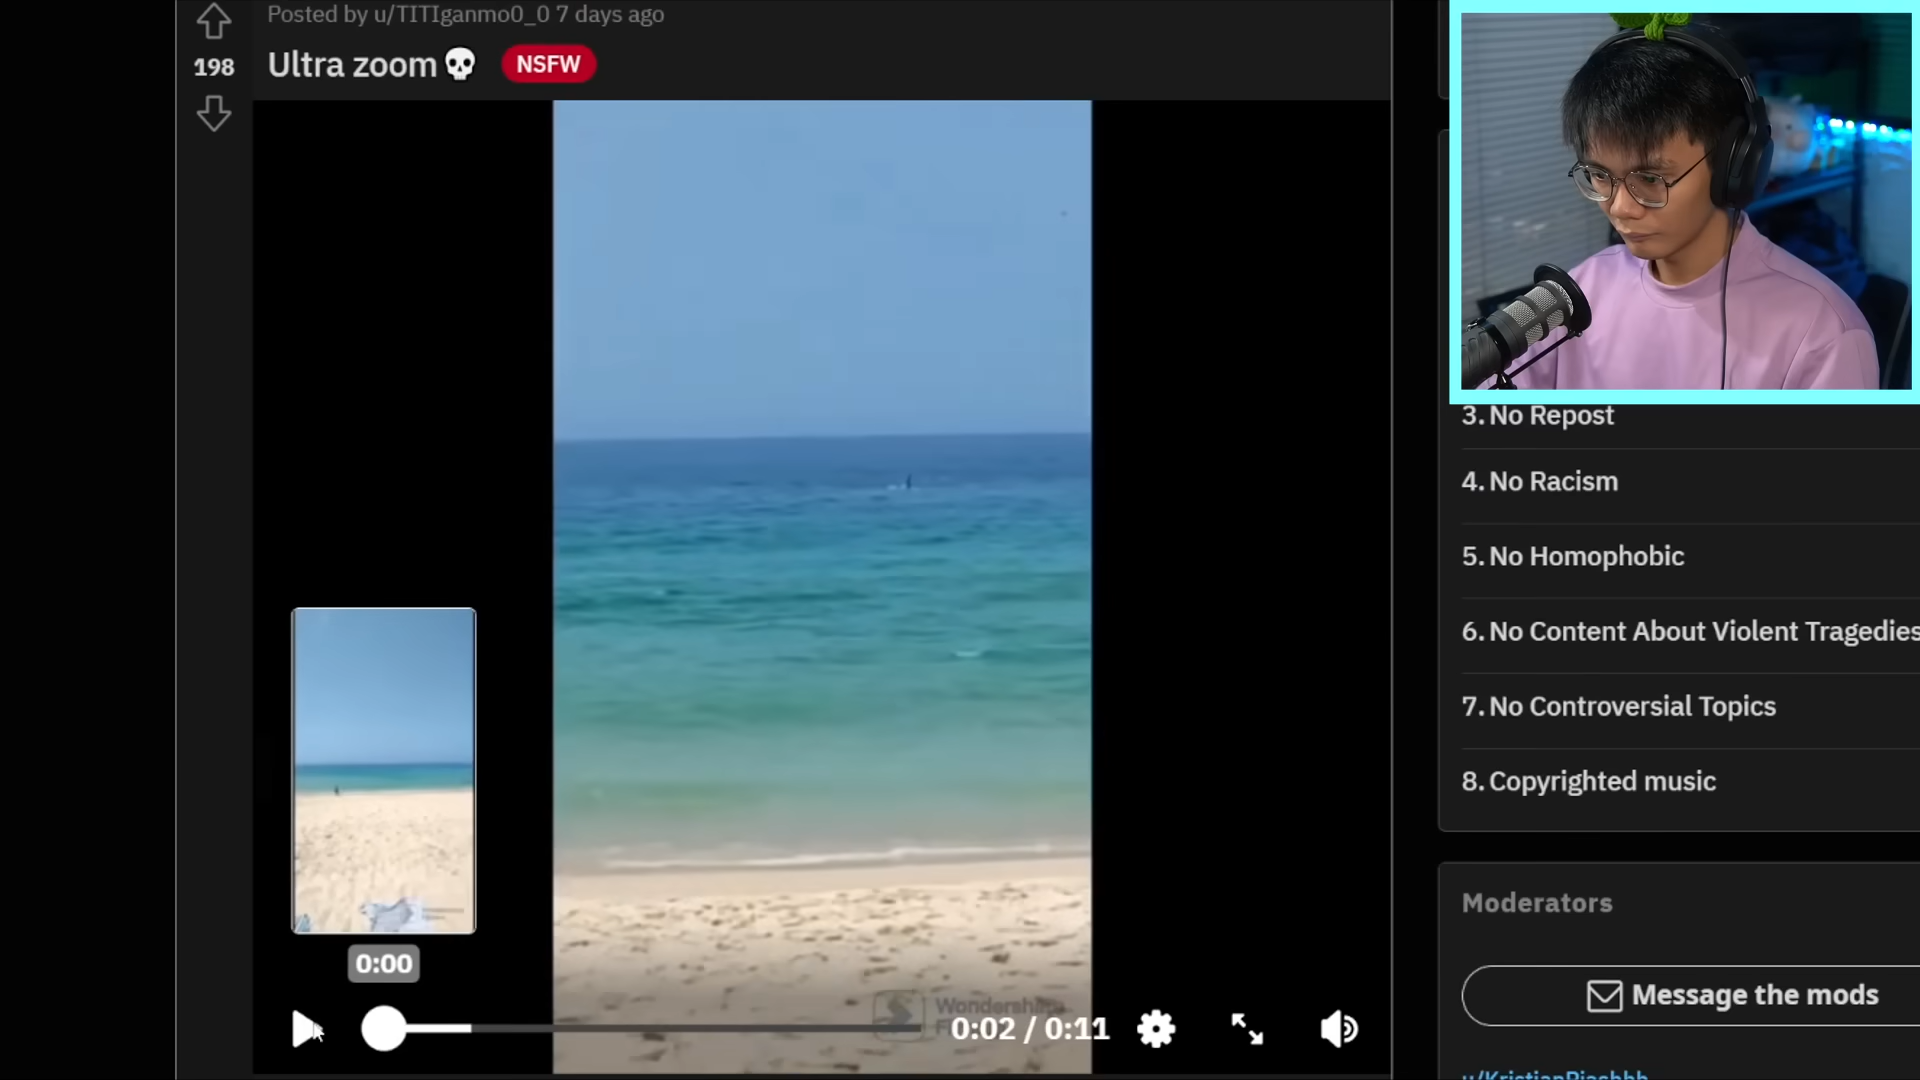 Posted by u/TITIganmo0_0 7 days ago
198
Ultra zoom💀 NSFW
3. No Repost
4. No Racism
5. No Homophobic
6. No Content About Violent Tragedies
7. No Controversial Topics
8. Copyrighted music
Moderators
Message the mods
0:00
0:02 / 0:11